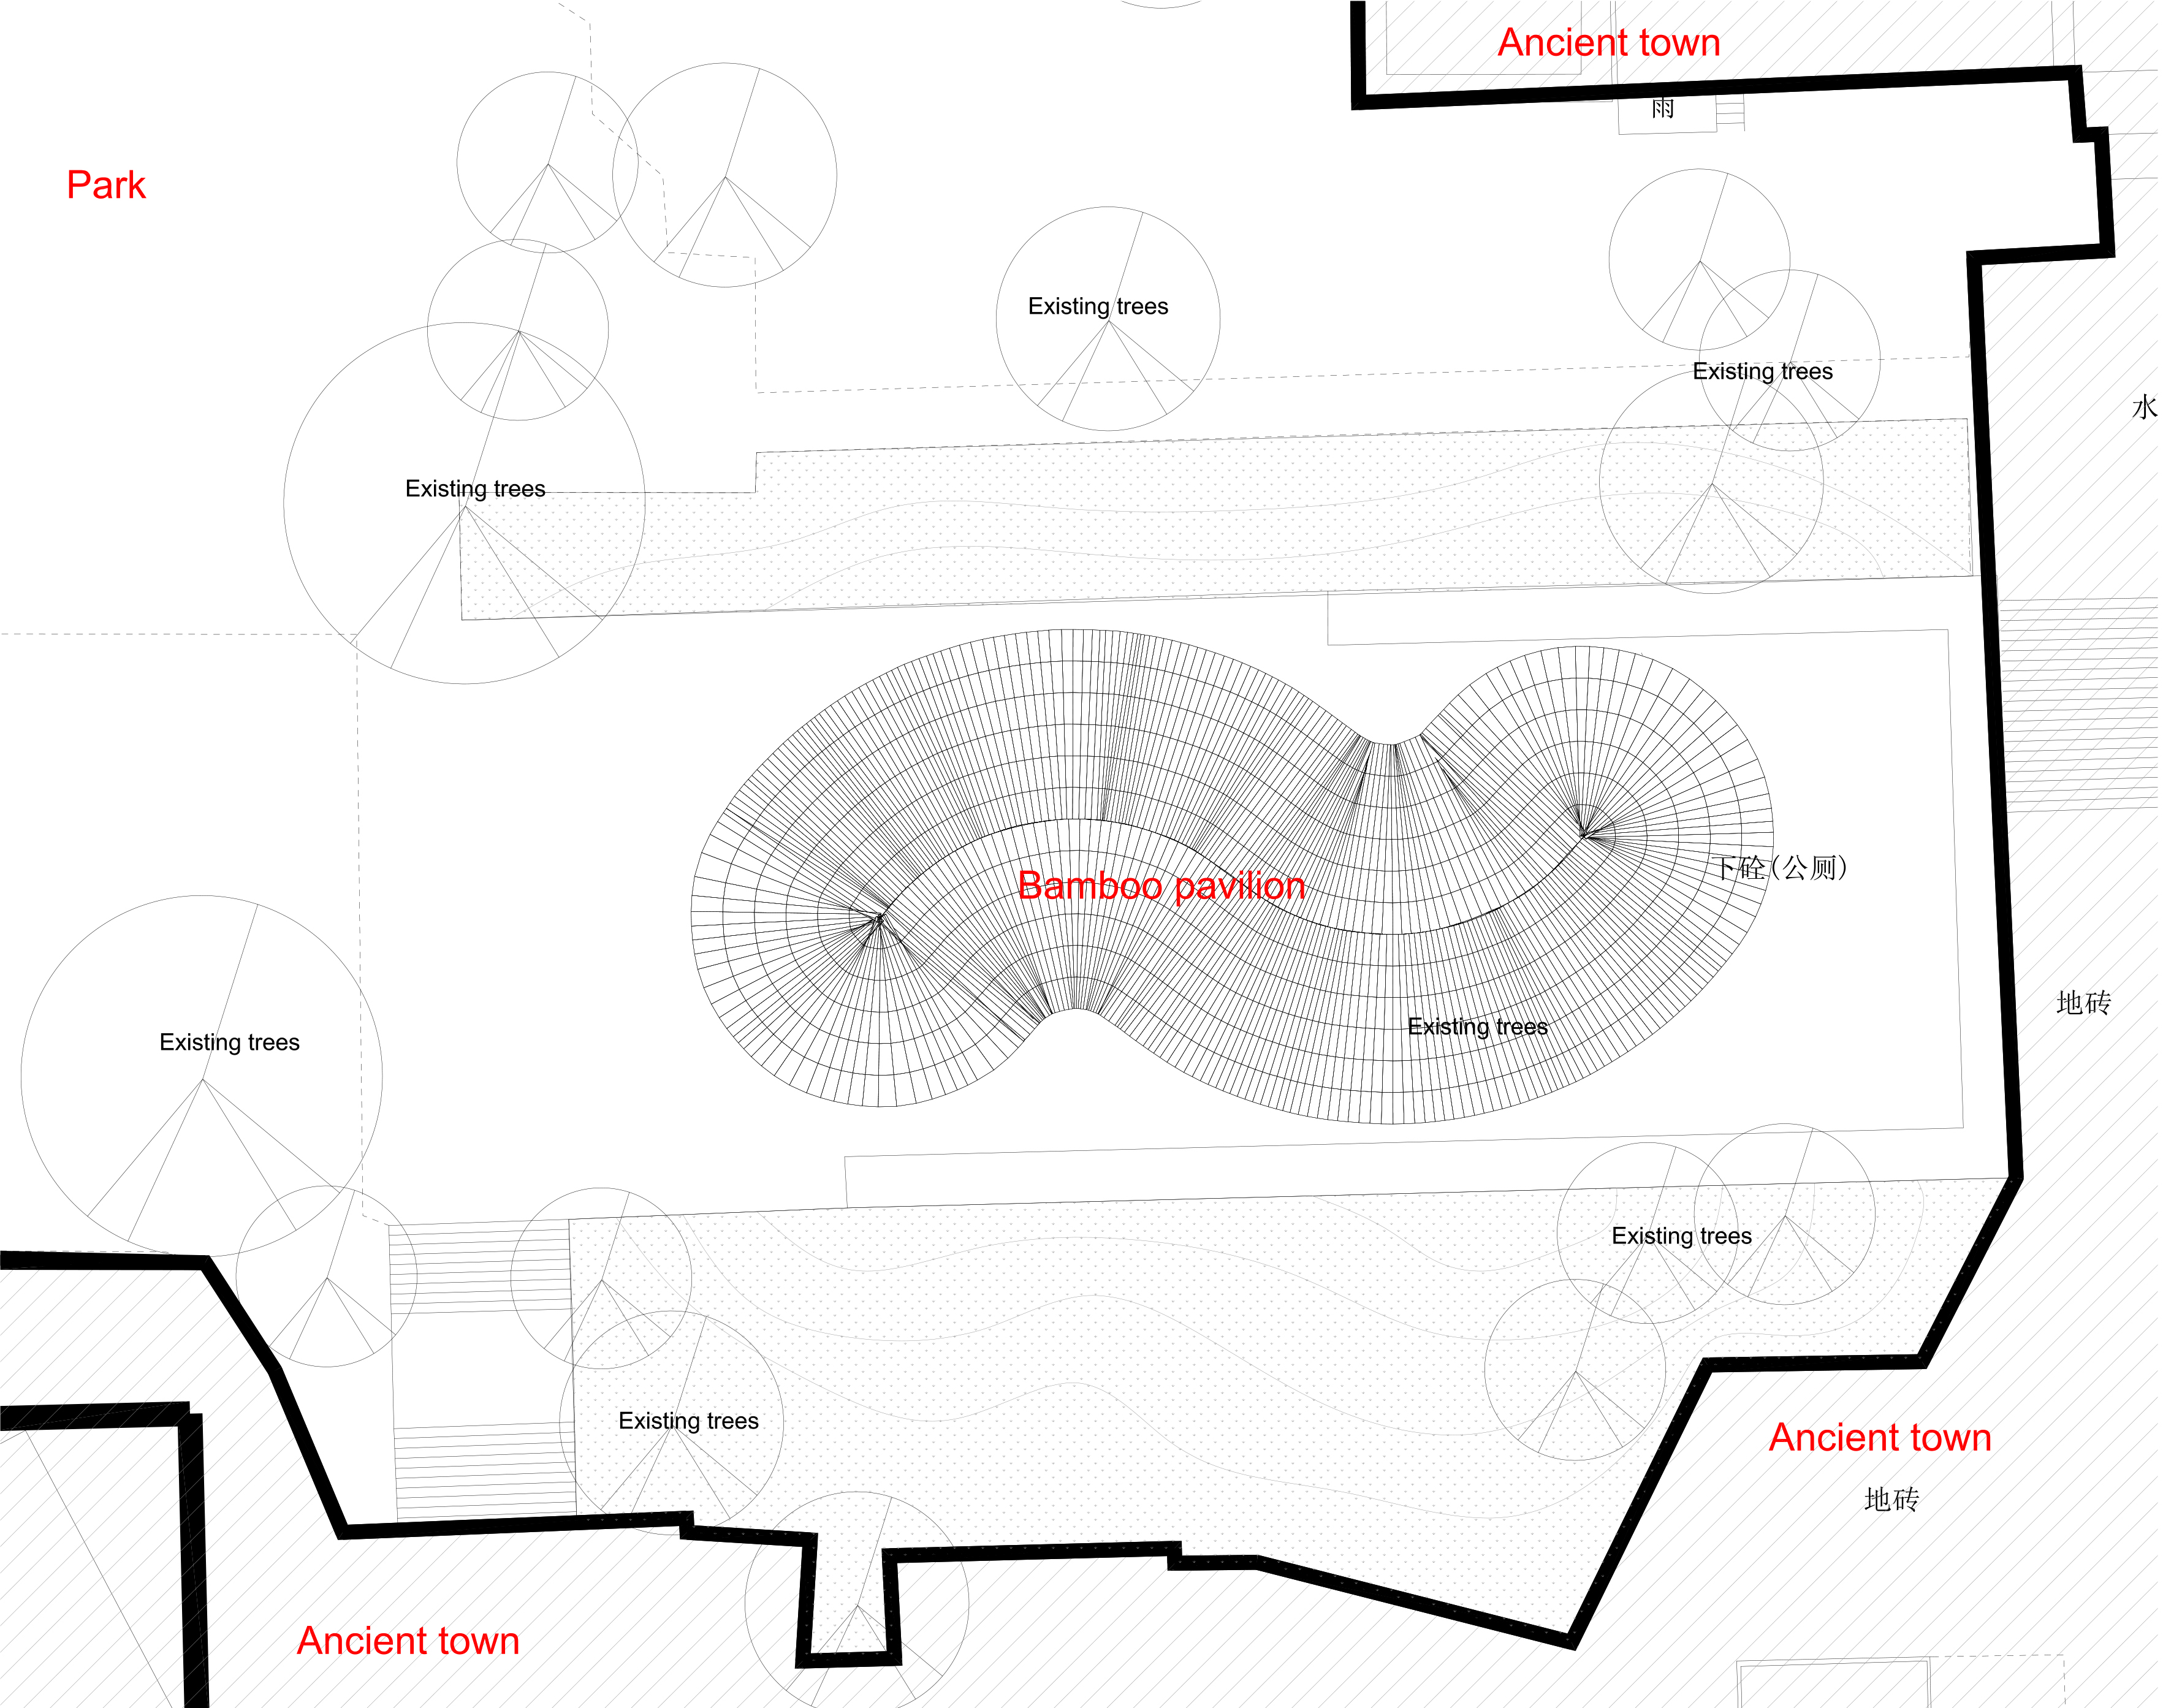 Ancient town
雨
Park
Existing trees
Existing trees
水
Existing trees
下砼(公厕)
Bamboo pavilion
地砖
Existing trees
Existing trees
Existing trees
Existing trees
Ancient town
地砖
Ancient town